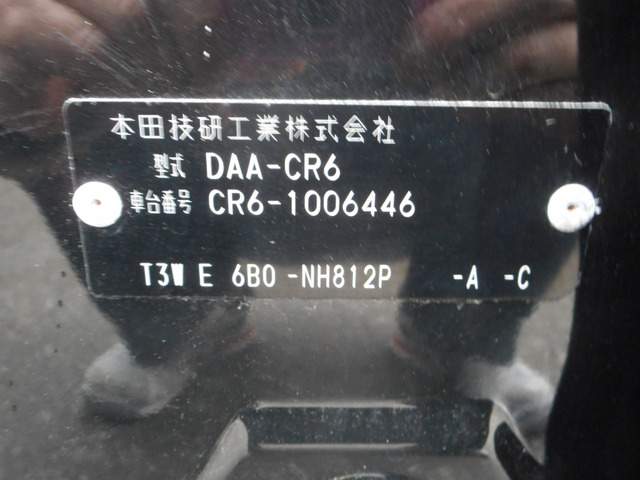 本田技研工業株式会社
型式 DAA-CR6
車台番号 CR6-1006446
T3W E 6B0 -NH812P -A -C